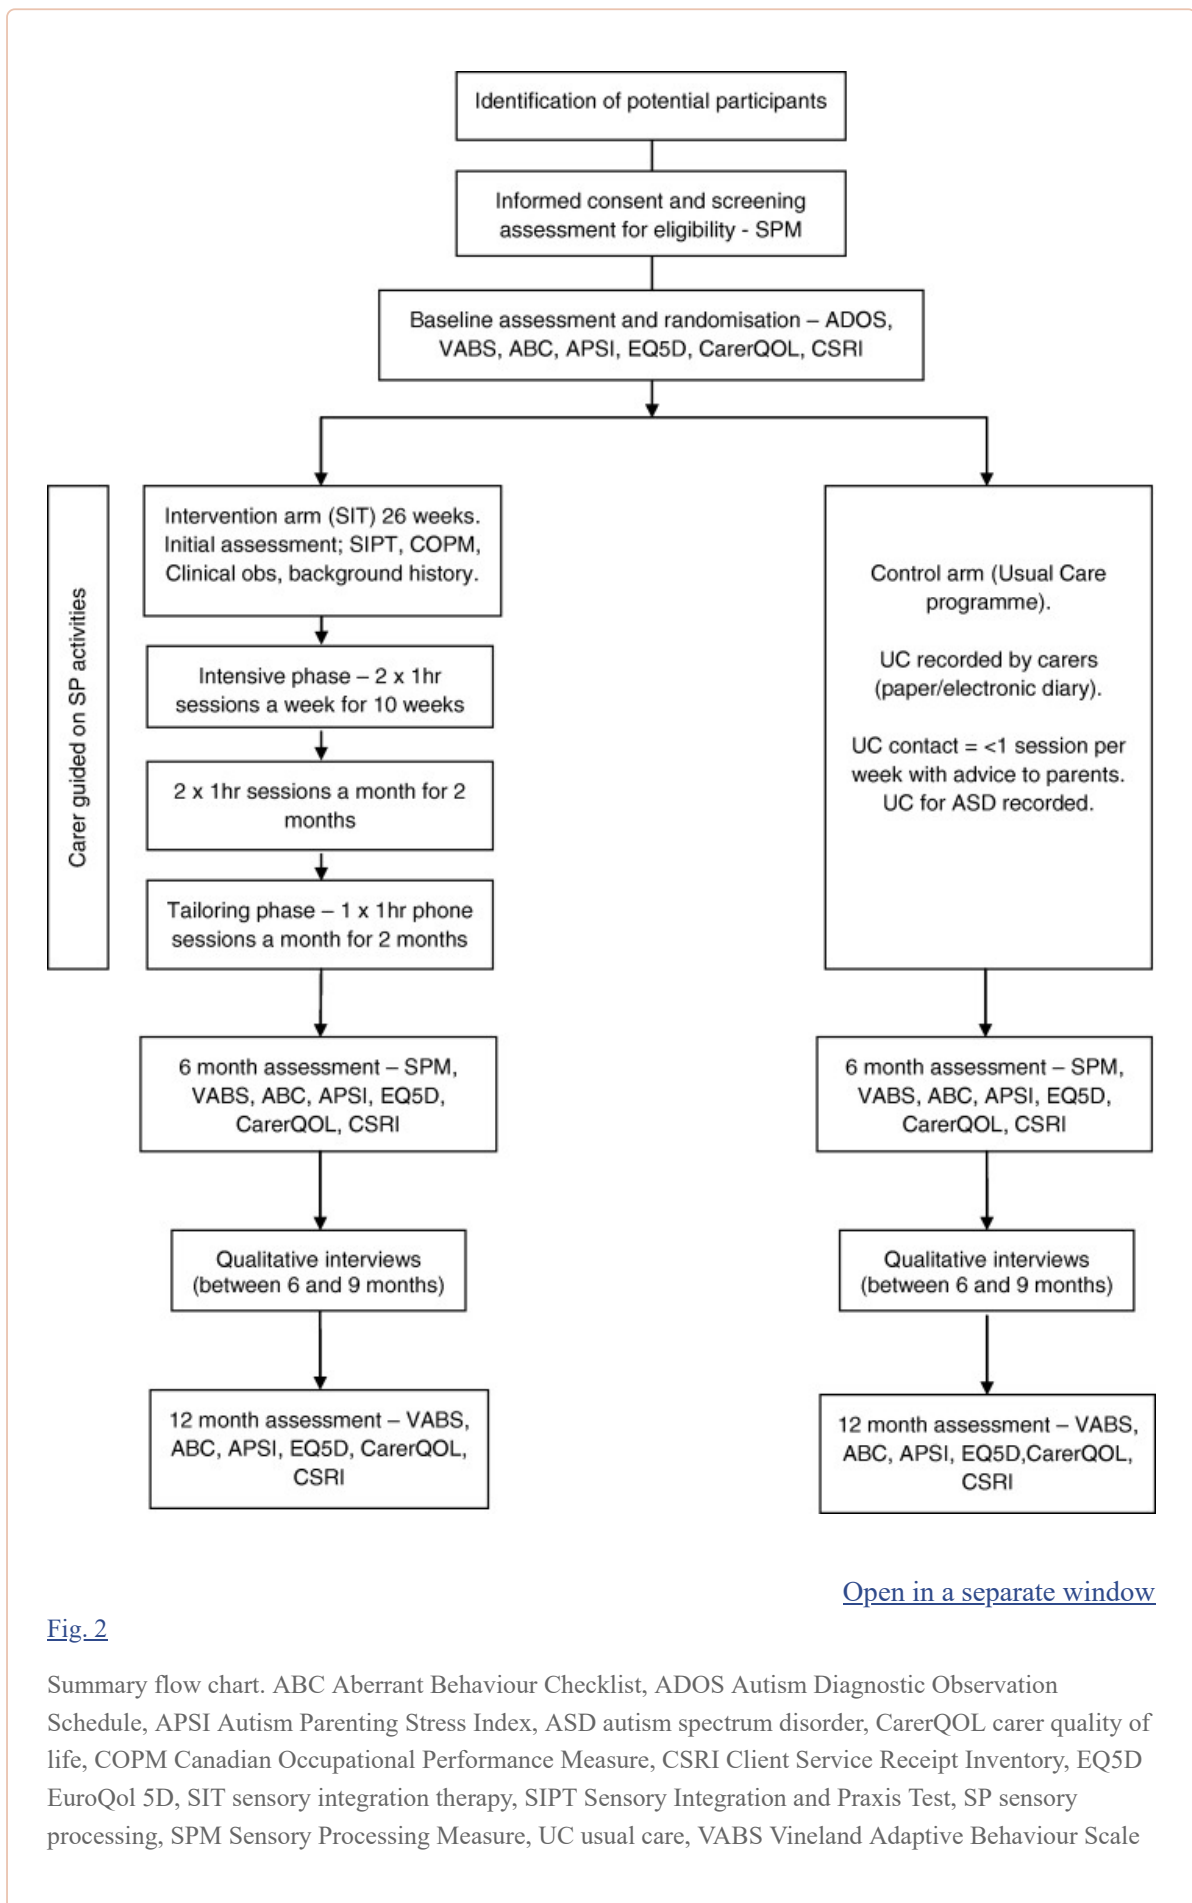 Identification of potential participants
Informed consent and screening
assessment for eligibility - SPM
Baseline assessment and randomisation – ADOS,
VABS, ABC, APSI, EQ5D, CarerQOL, CSRI
Carer guided on SP activities
Intervention arm (SIT) 26 weeks.
Initial assessment; SIPT, COPM,
Clinical obs, background history.
Intensive phase – 2 x 1hr
sessions a week for 10 weeks
2 x 1hr sessions a month for 2
months
Tailoring phase – 1 x 1hr phone
sessions a month for 2 months
6 month assessment – SPM,
VABS, ABC, APSI, EQ5D,
CarerQOL, CSRI
Qualitative interviews
(between 6 and 9 months)
12 month assessment – VABS,
ABC, APSI, EQ5D, CarerQOL,
CSRI
Control arm (Usual Care
programme).
UC recorded by carers
(paper/electronic diary).
UC contact = <1 session per
week with advice to parents.
UC for ASD recorded.
6 month assessment – SPM,
VABS, ABC, APSI, EQ5D,
CarerQOL, CSRI
Qualitative interviews
(between 6 and 9 months)
12 month assessment – VABS,
ABC, APSI, EQ5D,CarerQOL,
CSRI
Open in a separate window
Fig. 2
Summary flow chart. ABC Aberrant Behaviour Checklist, ADOS Autism Diagnostic Observation
Schedule, APSI Autism Parenting Stress Index, ASD autism spectrum disorder, CarerQOL carer quality of
life, COPM Canadian Occupational Performance Measure, CSRI Client Service Receipt Inventory, EQ5D
EuroQol 5D, SIT sensory integration therapy, SIPT Sensory Integration and Praxis Test, SP sensory
processing, SPM Sensory Processing Measure, UC usual care, VABS Vineland Adaptive Behaviour Scale